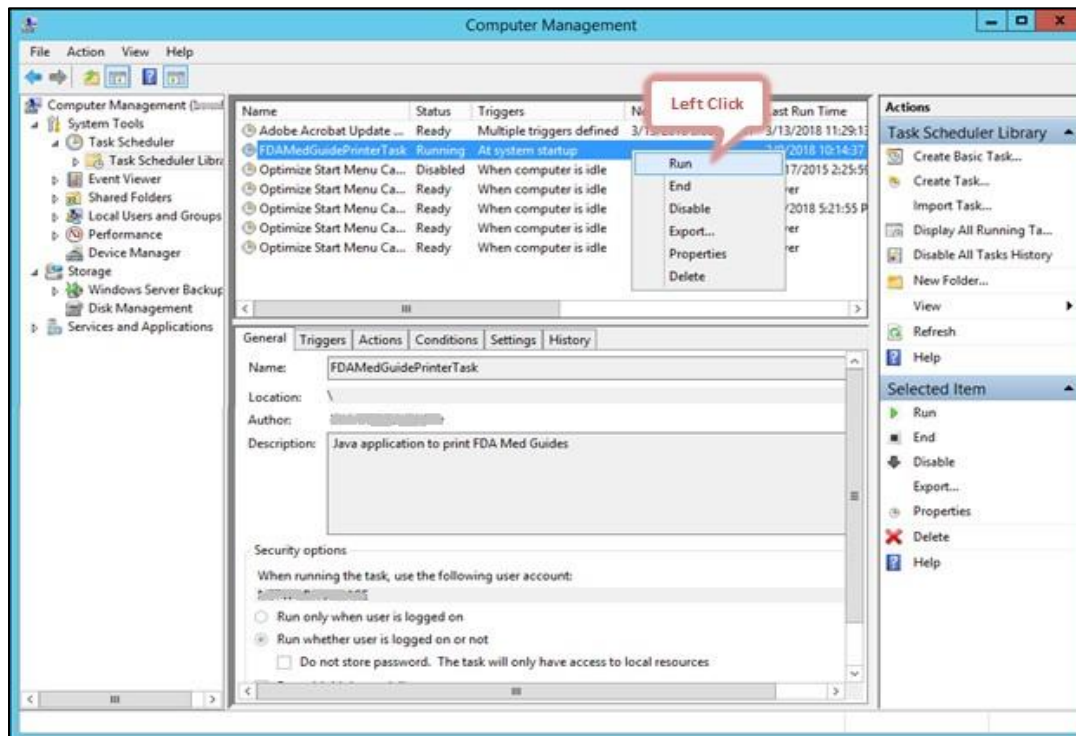 Computer Management
File Action View Help
Computer Management
System Tools
Task Scheduler
Task Scheduler Libra
Event Viewer
Shared Folders
Local Users and Groups
Performance
Device Manager
Storage
Windows Server Backup
Disk Management
Services and Applications
Name Status Triggers Last Run Time
Adobe Acrobat Update ... Ready Multiple triggers defined 3/13/2018 11:29:13
FDAMedGuidePrinterTask Running At system startup 2018 10:14:37
Optimize Start Menu Ca... Disabled When computer is idle 17/2015 2:25:59
Optimize Start Menu Ca... Ready When computer is idle
Optimize Start Menu Ca... Ready When computer is idle /2018 5:21:55 P
Optimize Start Menu Ca... Ready When computer is idle
Optimize Start Menu Ca... Ready When computer is idle
Left Click
Run
End
Disable
Export...
Properties
Delete
General Triggers Actions Conditions Settings History
Name: FDAMedGuidePrinterTask
Location: \
Author:
Description: Java application to print FDA Med Guides
Security options
When running the task, use the following user account:
Run only when user is logged on
Run whether user is logged on or not
Do not store password. The task will only have access to local resources
Actions
Task Scheduler Library
Create Basic Task...
Create Task...
Import Task...
Display All Running Ta...
Disable All Tasks History
New Folder...
View
Refresh
Help
Selected Item
Run
End
Disable
Export...
Properties
Delete
Help